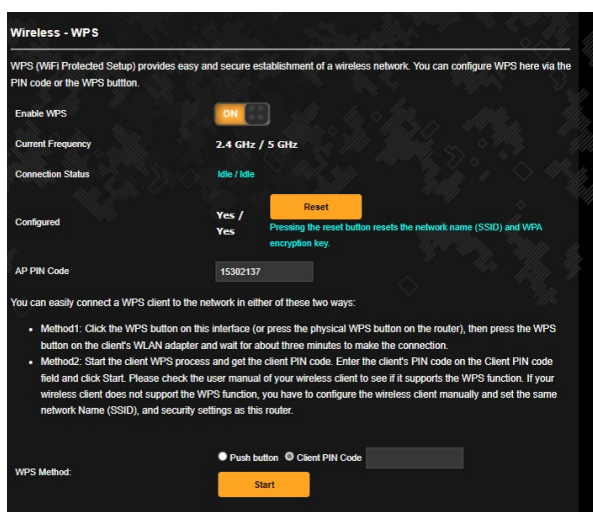 Wireless - WPS
WPS (WiFi Protected Setup) provides easy and secure establishment of a wireless network. You can configure WPS here via the
PIN code or the WPS buttton.
Enable WPS
ON
Current Frequency
2.4 GHz / 5 GHz
Connection Status
Idle / Idle
Configured
Yes /
Yes
Reset
Pressing the reset button resets the network name (SSID) and WPA
encryption key.
AP PIN Code
15302137
You can easily connect a WPS client to the network in either of these two ways:
• Method1: Click the WPS button on this interface (or press the physical WPS button on the router), then press the WPS
button on the client's WLAN adapter and wait for about three minutes to make the connection.
• Method2: Start the client WPS process and get the client PIN code. Enter the client's PIN code on the Client PIN code
field and click Start. Please check the user manual of your wireless client to see if it supports the WPS function. If your
wireless client does not support the WPS function, you have to configure the wireless client manually and set the same
network Name (SSID), and security settings as this router.
WPS Method:
Push button
Client PIN Code
Start